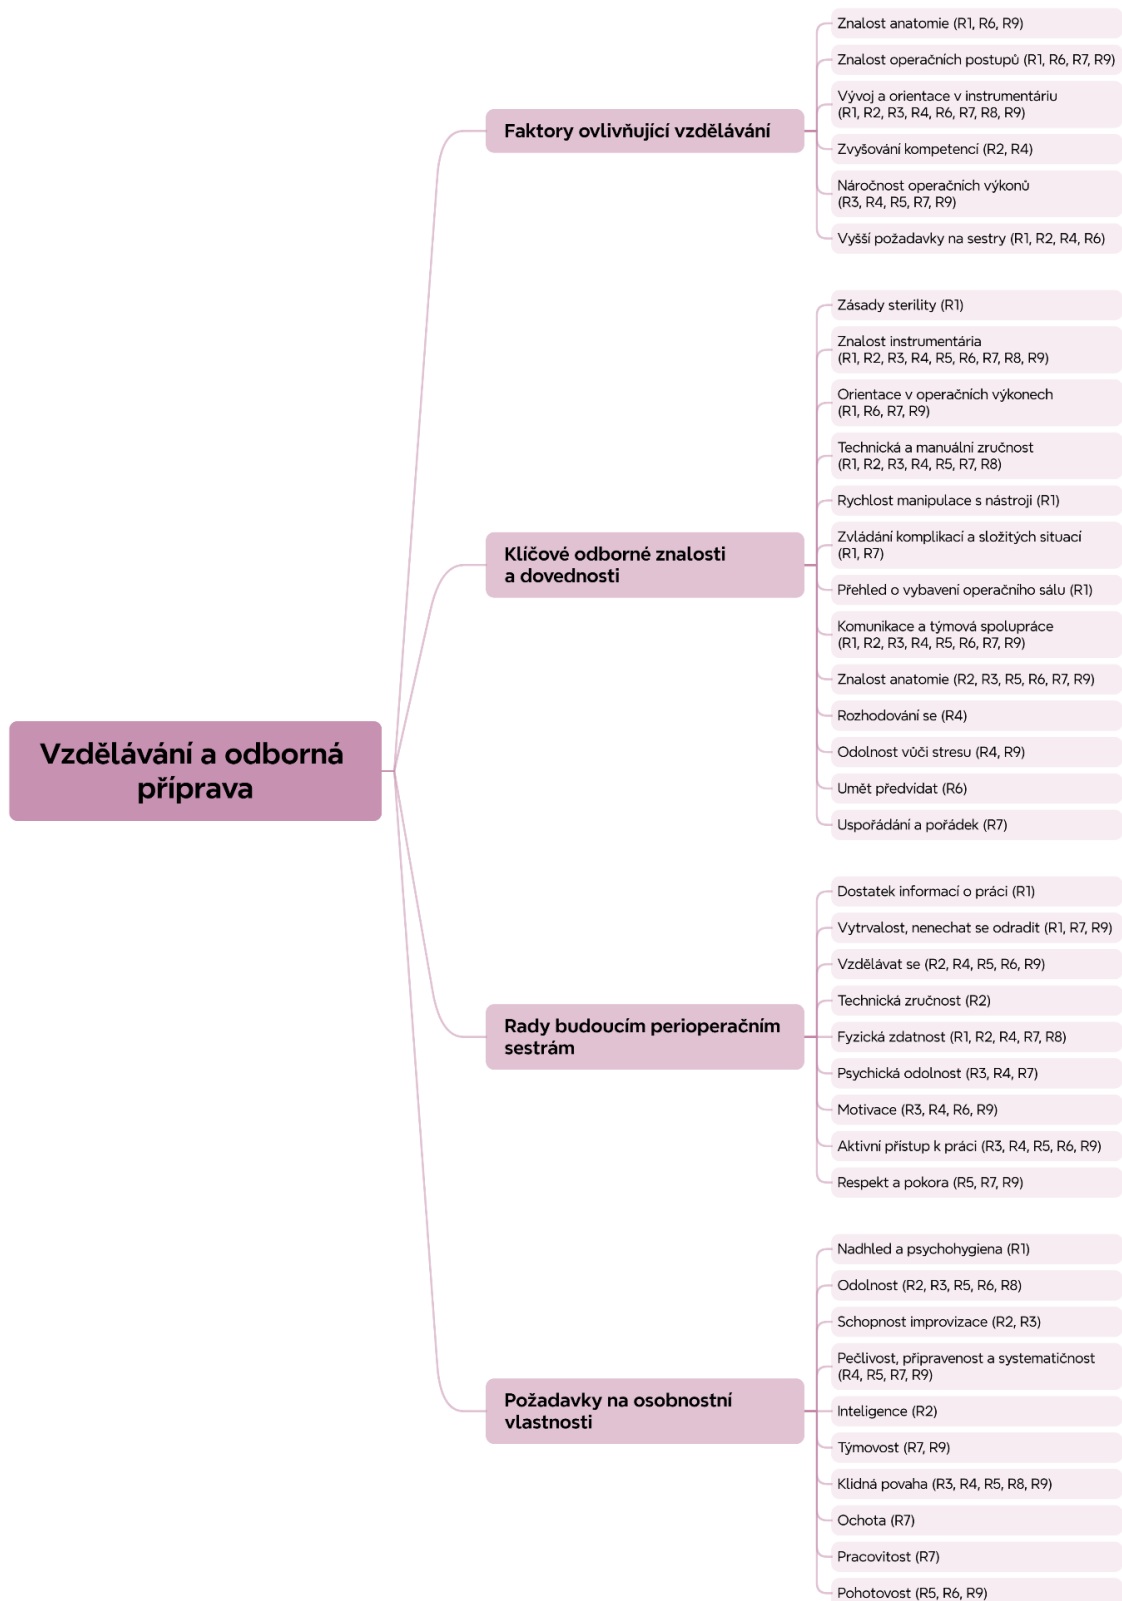 Vzdělávání a odborná
příprava
Faktory ovlivňující vzdělávání
Znalost anatomie (R1, R6, R9)
Znalost operačních postupů (R1, R6, R7, R9)
Vývoj a orientace v instrumentáriu
(R1, R2, R3, R4, R6, R7, R8, R9)
Zvyšování kompetencí (R2, R4)
Náročnost operačních výkonů
(R3, R4, R5, R7, R9)
Vyšší požadavky na sestry (R1, R2, R4, R6)
Klíčové odborné znalosti
a dovednosti
Zásady sterility (R1)
Znalost instrumentária
(R1, R2, R3, R4, R5, R6, R7, R8, R9)
Orientace v operačních výkonech
(R1, R6, R7, R9)
Technická a manuální zručnost
(R1, R2, R3, R4, R5, R7, R8)
Rychlost manipulace s nástroji (R1)
Zvládání komplikací a složitých situací
(R1, R7)
Přehled o vybavení operačního sálu (R1)
Komunikace a týmová spolupráce
(R1, R2, R3, R4, R5, R6, R7, R9)
Znalost anatomie (R2, R3, R5, R6, R7, R9)
Rozhodování se (R4)
Odolnost vůči stresu (R4, R9)
Umět předvídat (R6)
Uspořádání a pořádek (R7)
Rady budoucím perioperačním
sestrám
Dostatek informací o práci (R1)
Vytrvalost, nenechat se odradit (R1, R7, R9)
Vzdělávat se (R2, R4, R5, R6, R9)
Technická zručnost (R2)
Fyzická zdatnost (R1, R2, R4, R7, R8)
Psychická odolnost (R3, R4, R7)
Motivace (R3, R4, R6, R9)
Aktivní přístup k práci (R3, R4, R5, R6, R9)
Respekt a pokora (R5, R7, R9)
Požadavky na osobnostní
vlastnosti
Nadhled a psychohygiena (R1)
Odolnost (R2, R3, R5, R6, R8)
Schopnost improvizace (R2, R3)
Pečlivost, připravenost a systematičnost
(R4, R5, R7, R9)
Inteligence (R2)
Týmovost (R7, R9)
Klidná povaha (R3, R4, R5, R8, R9)
Ochota (R7)
Pracovitost (R7)
Pohotovost (R5, R6, R9)